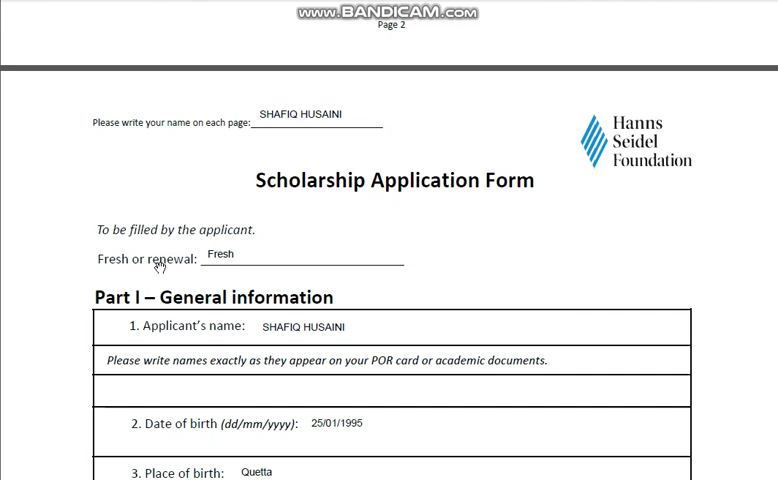 WWW.BANDICAM.COM
Page 2
Please write your name on each page: SHAFIQ HUSAINI
Hanns
Seidel
Foundation
Scholarship Application Form
To be filled by the applicant.
Fresh or renewal: Fresh
Part I – General information
1. Applicant's name: SHAFIQ HUSAINI
Please write names exactly as they appear on your POR card or academic documents.
2. Date of birth (dd/mm/yyyy): 25/01/1995
3. Place of birth: Quetta